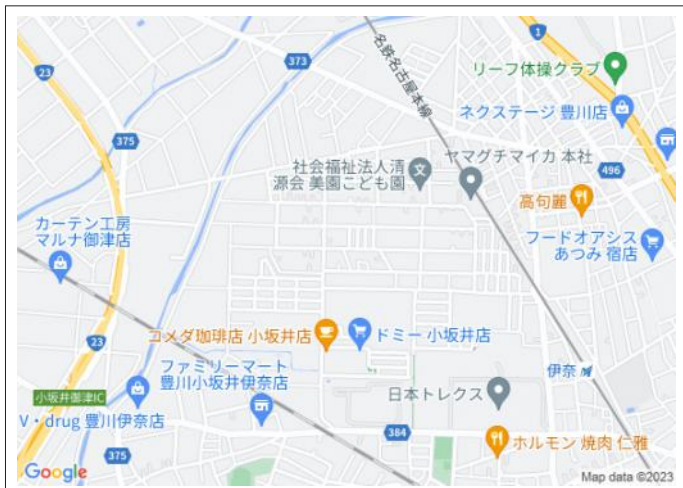 23
373
名鉄名古屋本線
1
リーフ体操クラブ
ネクステージ 豊川店
375
社会福祉法人清
源会 美園こども園
ヤマグチマイカ 本社
496
高句麗
カーテン工房
マルナ御津店
フードオアシス
あつみ 宿店
23
コメダ珈琲店 小坂井店
ドミー 小坂井店
ファミリーマート
豊川小坂井伊奈店
伊奈
小坂井御津IC
日本トレクス
V・drug 豊川伊奈店
384
ホルモン 焼肉 仁雅
375
Google
Map data ©2023